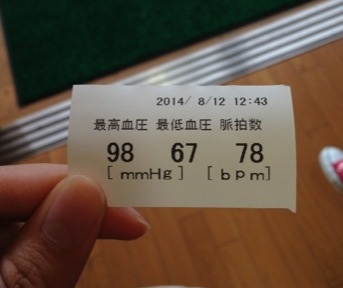 2014/ 8/12 12:43
最高血圧 最低血圧 脈拍数
98 67 78
[ mmHg ] [ bpm]